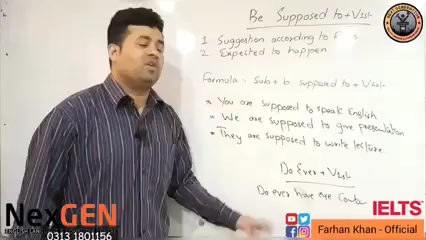 Be Supposed to + V1st
1 Suggestion according to
2 Expected to happen
Formula - Sub + b supposed to + V1st
* You are supposed to speak English
* We are supposed to give presentation
* They are supposed to write lecture
Do Ever + V1st
Do ever have eye
NexGEN
0313 1801156
IELTS
Farhan Khan - Official